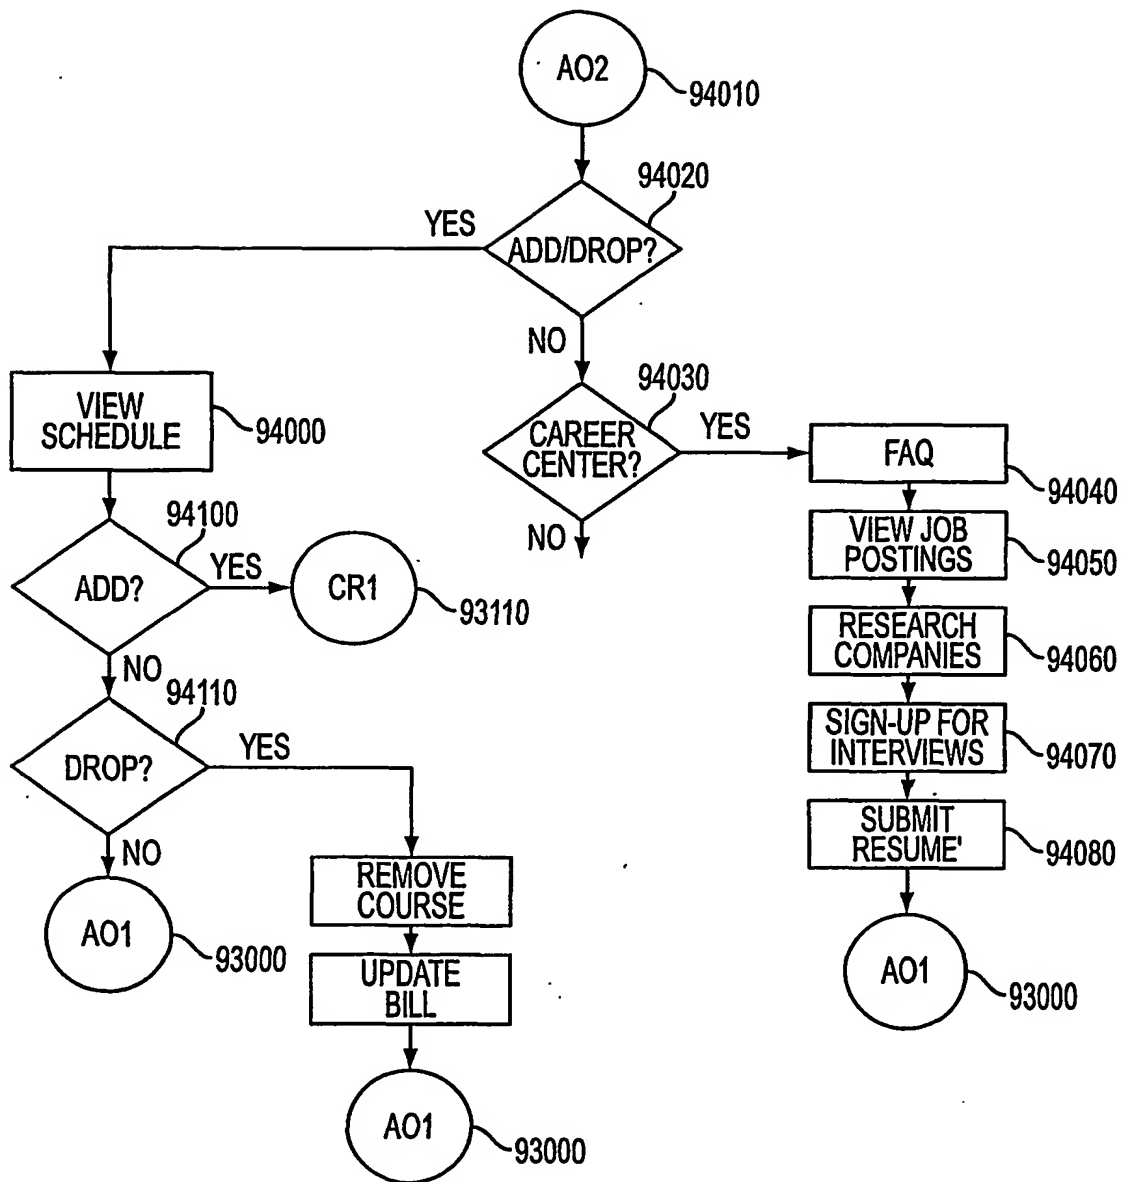 AO2
94010
94020
YES
ADD/DROP?
NO
94030
VIEW
SCHEDULE
94000
CAREER
CENTER?
YES
FAQ
94040
NO
94100
ADD?
YES
CR1
93110
VIEW JOB
POSTINGS
94050
RESEARCH
COMPANIES
94060
NO
94110
DROP?
YES
SIGN-UP FOR
INTERVIEWS
94070
SUBMIT
RESUME'
94080
NO
AO1
93000
REMOVE
COURSE
UPDATE
BILL
AO1
93000
AO1
93000